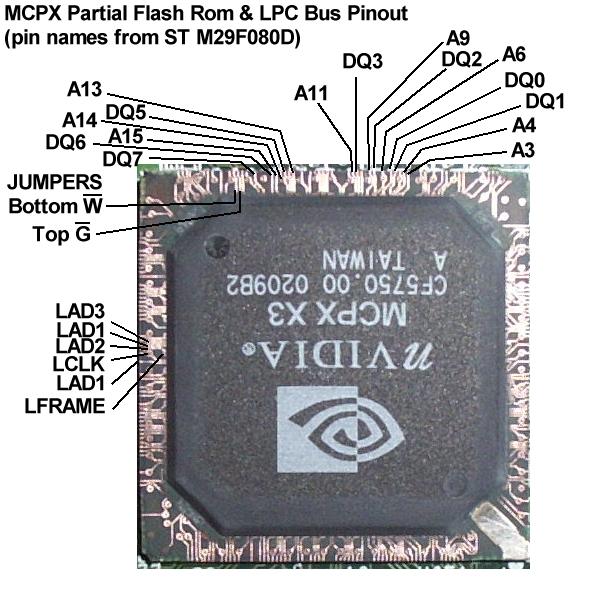 MCPX Partial Flash Rom & LPC Bus Pinout
(pin names from ST M29F080D)
A9
DQ3
DQ2
A6
A13
A11
DQ0
DQ5
DQ1
A14
A15
A4
DQ6
DQ7
A3
JUMPERS
Bottom W̅
Top G̅
A TAIWAN
CF5750.00 0209B2
MCPX X3
nVIDIA®
LAD3
LAD1
LAD2
LCLK
LAD1
LFRAME